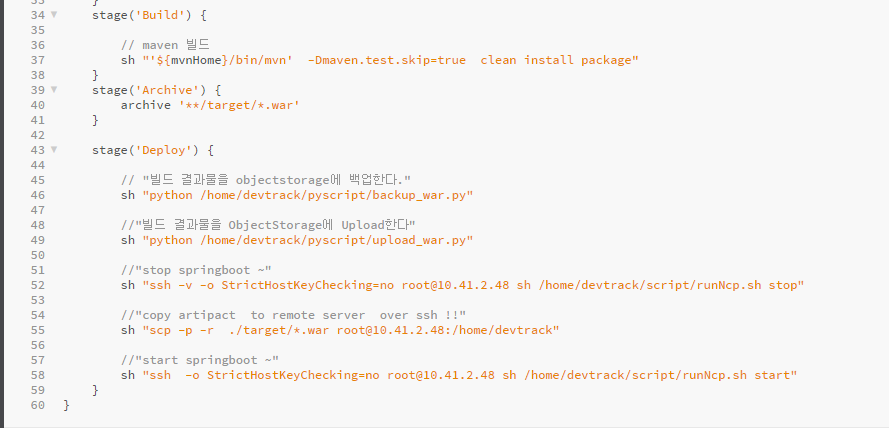 34 stage('Build') {
35
36 // maven 빌드
37 sh "'${mvnHome}/bin/mvn'  -Dmaven.test.skip=true  clean install package"
38 }
39 stage('Archive') {
40 archive '**/target/*.war'
41 }
42
43 stage('Deploy') {
44
45 // "빌드 결과물을 objectstorage에 백업한다."
46 sh "python /home/devtrack/pyscript/backup_war.py"
47
48 //"빌드 결과물을 ObjectStorage에 Upload한다"
49 sh "python /home/devtrack/pyscript/upload_war.py"
50
51 //"stop springboot ~"
52 sh "ssh -v -o StrictHostKeyChecking=no root@10.41.2.48 sh /home/devtrack/script/runNcp.sh stop"
53
54 //"copy artipact  to remote server  over ssh !!"
55 sh "scp -p -r  ./target/*.war root@10.41.2.48:/home/devtrack"
56
57 //"start springboot ~"
58 sh "ssh  -o StrictHostKeyChecking=no root@10.41.2.48 sh /home/devtrack/script/runNcp.sh start"
59 }
60 }